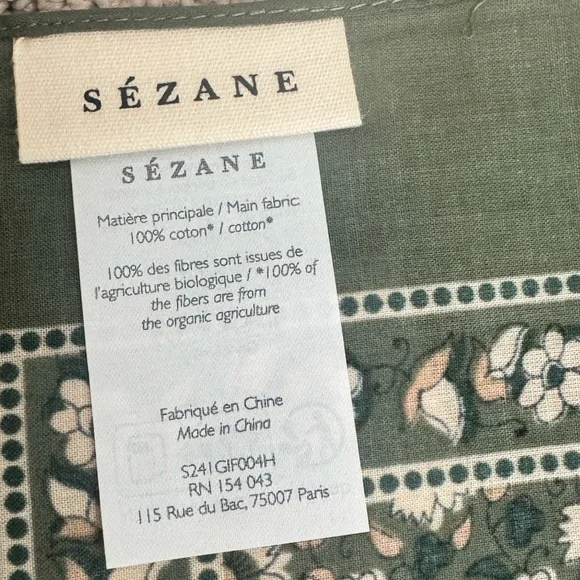 SÉZANE
SÉZANE
Matière principale / Main fabric:
100% coton* / cotton*
100% des fibres sont issues de
l'agriculture biologique / *100% of
the fibers are from
the organic agriculture
Fabriqué en Chine
Made in China
S241GIF004H
RN 154 043
115 Rue du Bac, 75007 Paris